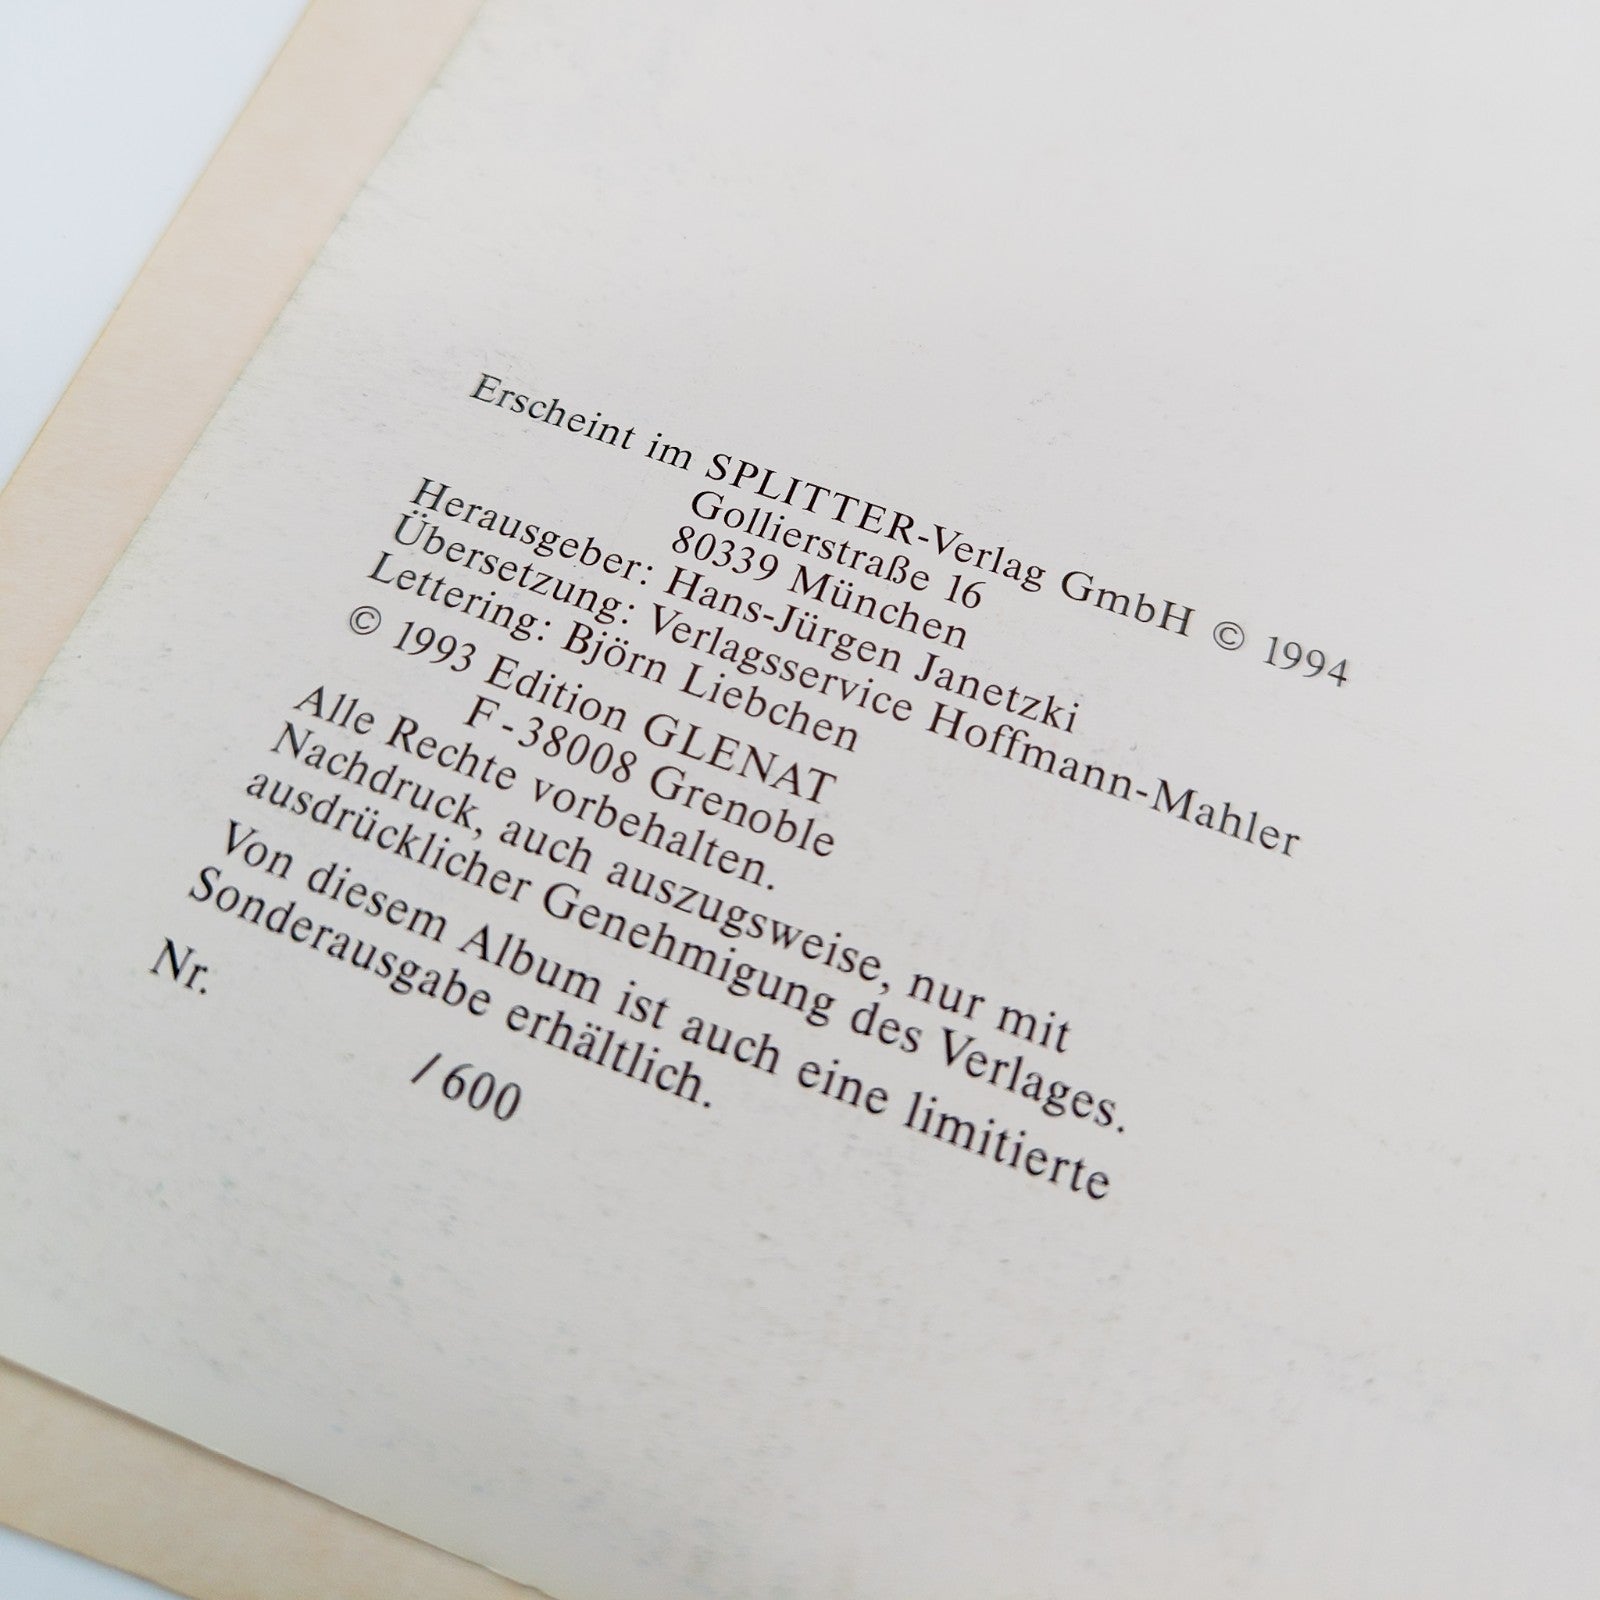 Erscheint im SPLITTER-Verlag GmbH © 1994
Gollierstraße 16
80339 München
Herausgeber: Hans-Jürgen Janetzki
Übersetzung: Verlagsservice Hoffmann-Mahler
Lettering: Björn Liebchen
© 1993 Edition GLENAT
F-38008 Grenoble
Alle Rechte vorbehalten.
Nachdruck, auch auszugsweise, nur mit
ausdrücklicher Genehmigung des Verlages.
Von diesem Album ist auch eine limitierte
Sonderausgabe erhältlich.
Nr. /600